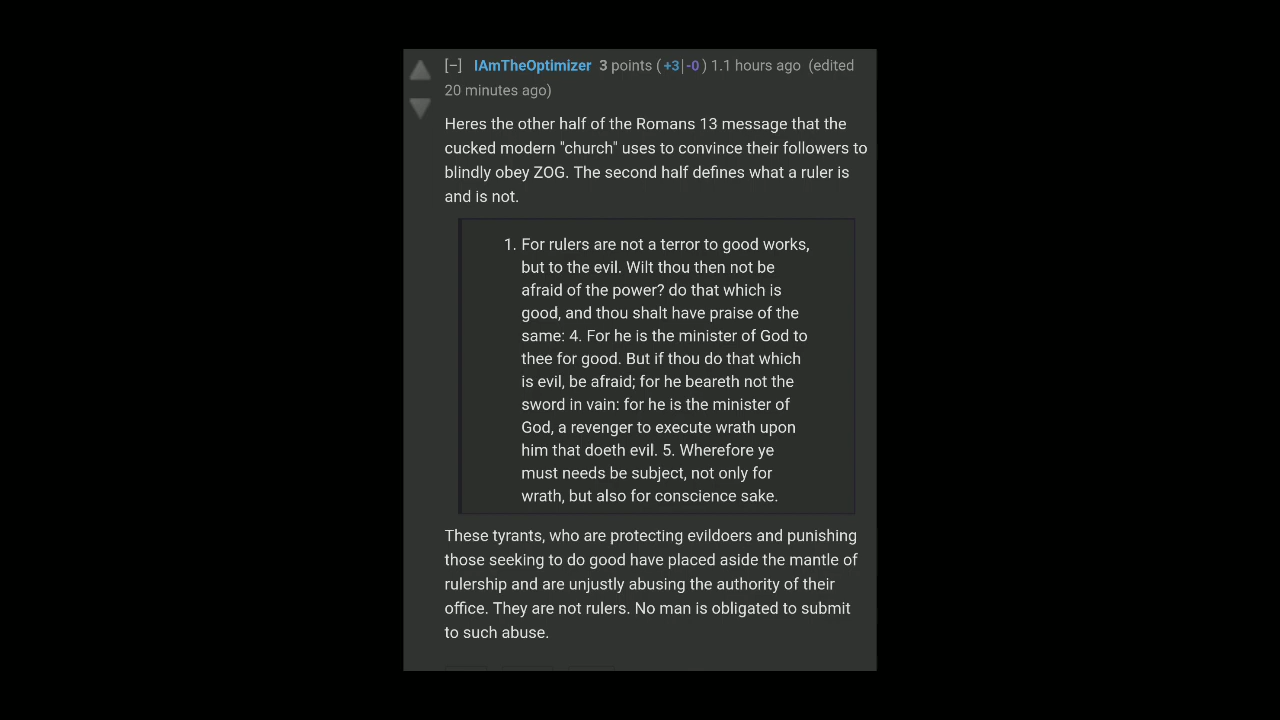 [–] IAmTheOptimizer 3 points (+3|-0) 1.1 hours ago (edited
20 minutes ago)
Heres the other half of the Romans 13 message that the
cucked modern "church" uses to convince their followers to
blindly obey ZOG. The second half defines what a ruler is
and is not.
1. For rulers are not a terror to good works,
but to the evil. Wilt thou then not be
afraid of the power? do that which is
good, and thou shalt have praise of the
same: 4. For he is the minister of God to
thee for good. But if thou do that which
is evil, be afraid; for he beareth not the
sword in vain: for he is the minister of
God, a revenger to execute wrath upon
him that doeth evil. 5. Wherefore ye
must needs be subject, not only for
wrath, but also for conscience sake.
These tyrants, who are protecting evildoers and punishing
those seeking to do good have placed aside the mantle of
rulership and are unjustly abusing the authority of their
office. They are not rulers. No man is obligated to submit
to such abuse.